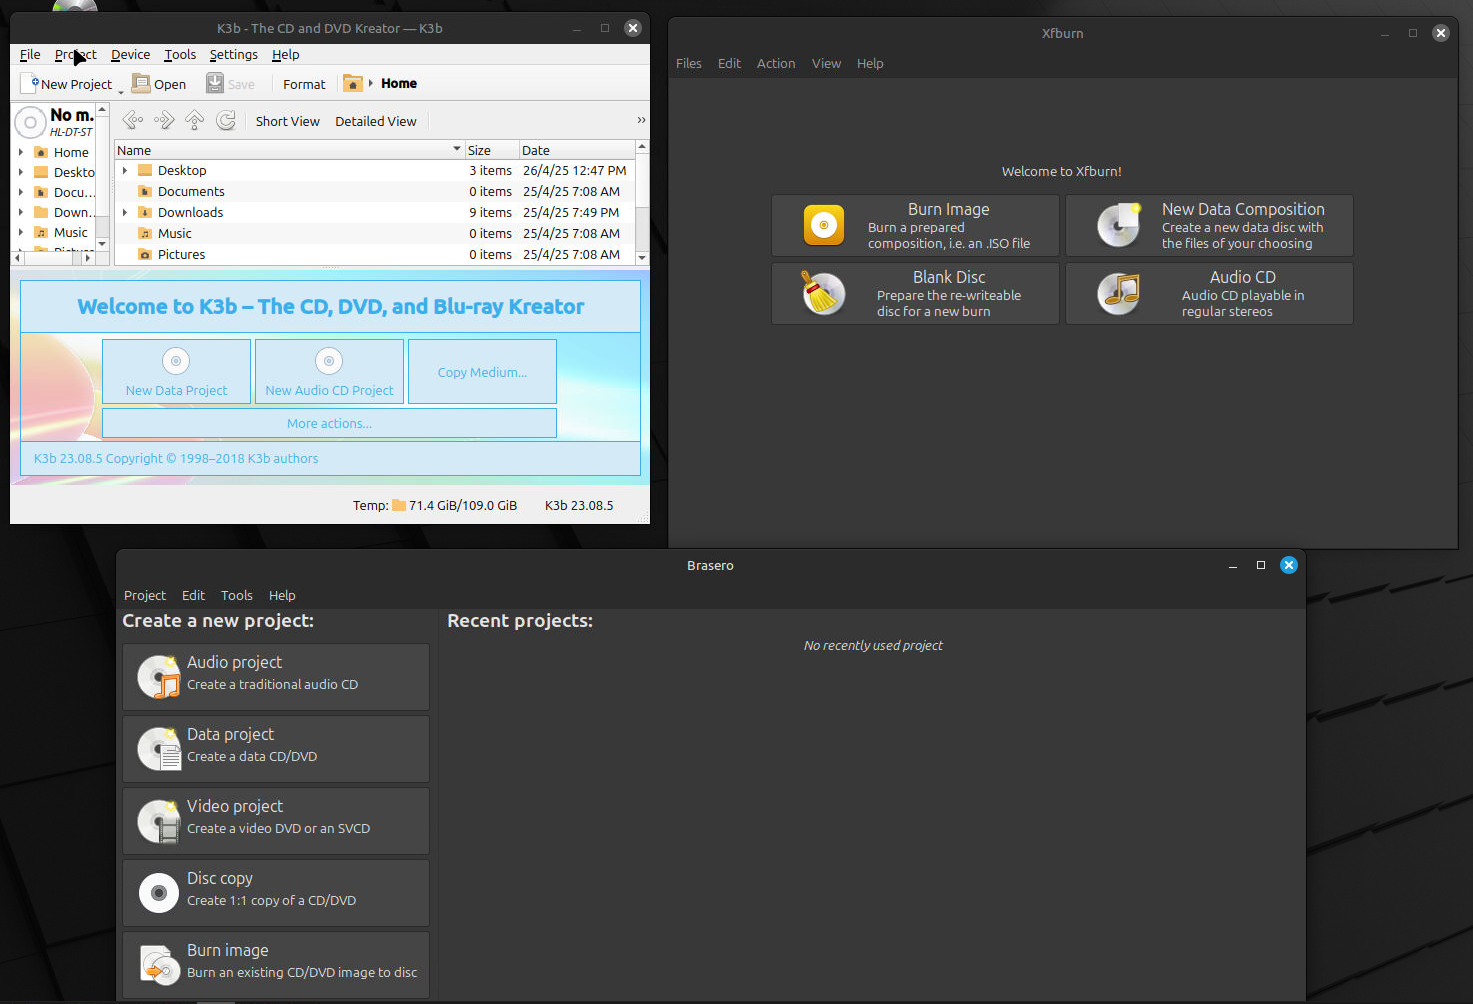 K3b - The CD and DVD Kreator — K3b
File Project Device Tools Settings Help
New Project Open Save Format Home
No m.
HL-DT-ST
Home
Deskto
Docu...
Down...
Music
Short View Detailed View »
Name Size Date
Desktop 3 items 26/4/25 12:47 PM
Documents 0 items 25/4/25 7:08 AM
Downloads 9 items 25/4/25 7:49 PM
Music 0 items 25/4/25 7:08 AM
Pictures 0 items 25/4/25 7:08 AM
Welcome to K3b – The CD, DVD, and Blu-ray Kreator
New Data Project
New Audio CD Project
Copy Medium...
More actions...
K3b 23.08.5 Copyright © 1998–2018 K3b authors
Temp: 71.4 GiB/109.0 GiB K3b 23.08.5
Xfburn
Files Edit Action View Help
Welcome to Xfburn!
Burn Image
Burn a prepared
composition, i.e. an .ISO file
New Data Composition
Create a new data disc with
the files of your choosing
Blank Disc
Prepare the re-writeable
disc for a new burn
Audio CD
Audio CD playable in
regular stereos
Brasero
Project Edit Tools Help
Create a new project:
Audio project
Create a traditional audio CD
Data project
Create a data CD/DVD
Video project
Create a video DVD or an SVCD
Disc copy
Create 1:1 copy of a CD/DVD
Burn image
Burn an existing CD/DVD image to disc
Recent projects:
No recently used project